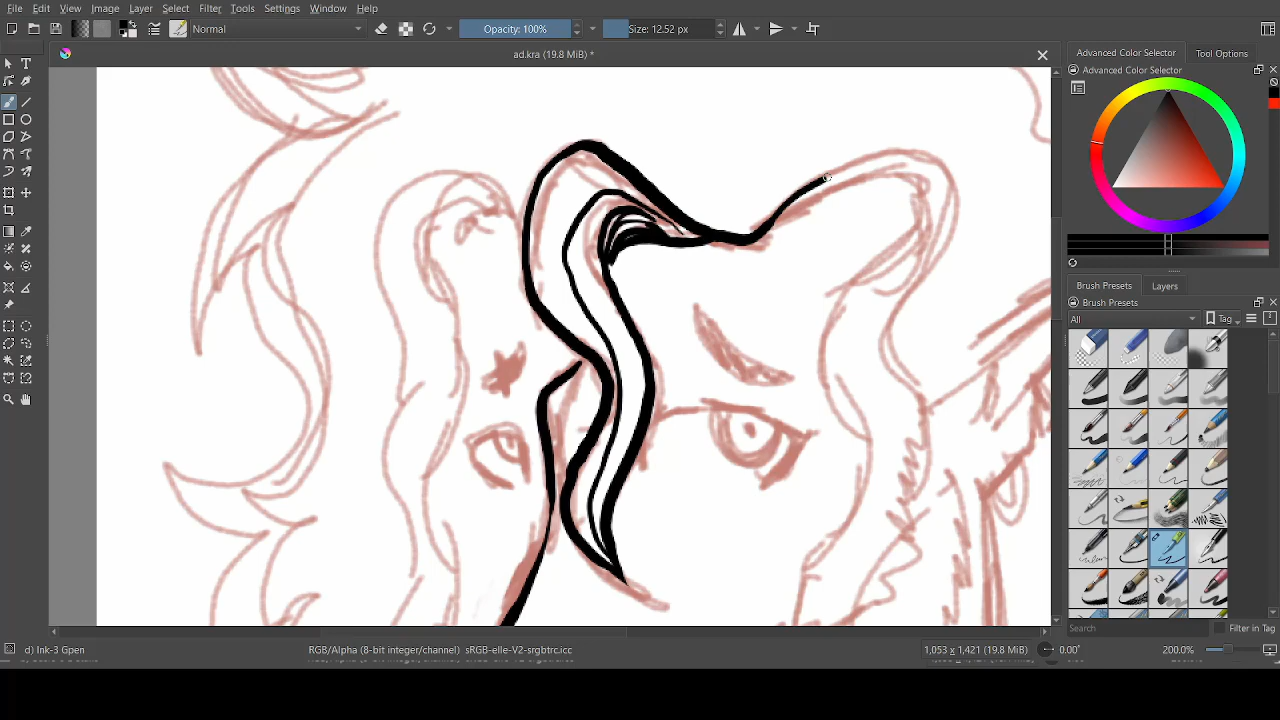 File Edit View Image Layer Select Filter Tools Settings Window Help
Normal Opacity: 100% Size: 12.52 px
ad.kra (19.8 MiB) *
Advanced Color Selector Tool Options
Advanced Color Selector
Brush Presets Layers
Brush Presets
All Tag
Search Filter in Tag
d) Ink-3 Gpen RGB/Alpha (8-bit integer/channel) sRGB-elle-V2-srgbtrc.icc 1,053 x 1,421 (19.8 MiB) 0.00° 200.0%